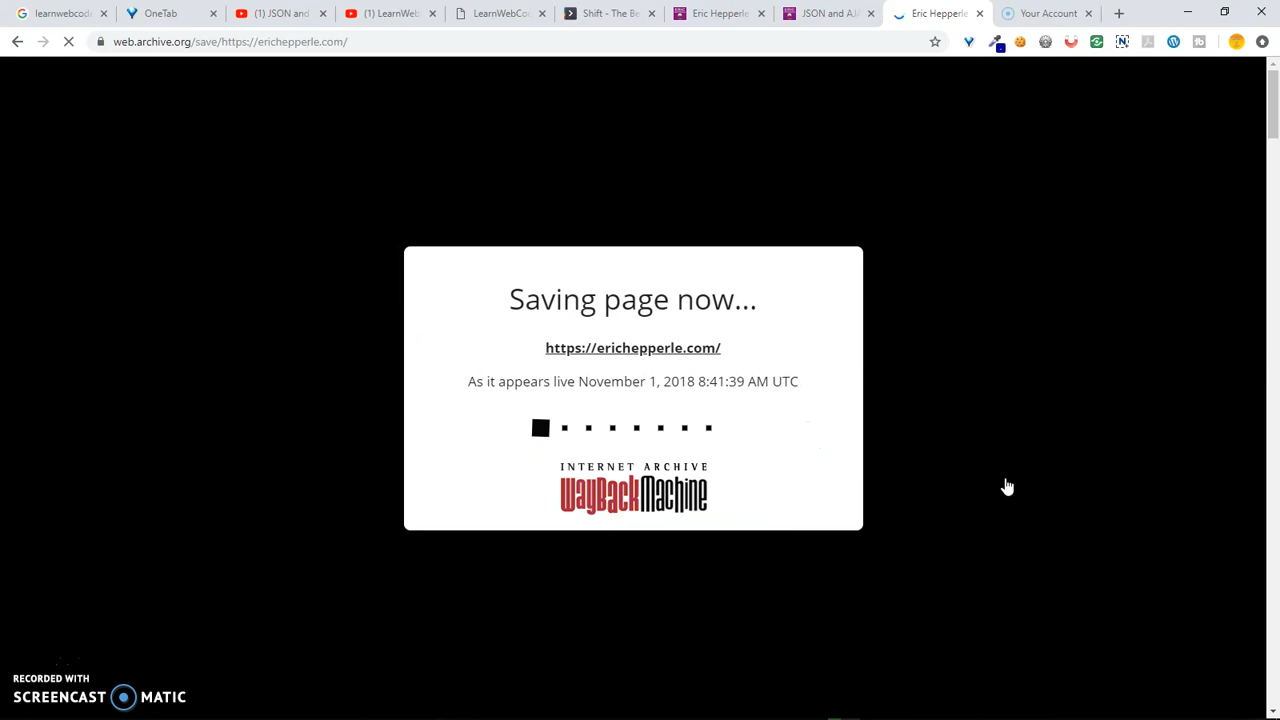 learnwebcode
OneTab
(1) JSON and
(1) LearnWeb
LearnWebCo
Shift - The Be
Eric Hepperle
JSON and AJA
Eric Hepperle
Your Account
web.archive.org/save/https://erichepperle.com/
Saving page now...
https://erichepperle.com/
As it appears live November 1, 2018 8:41:39 AM UTC
INTERNET ARCHIVE
WayBackMachine
RECORDED WITH
SCREENCAST MATIC